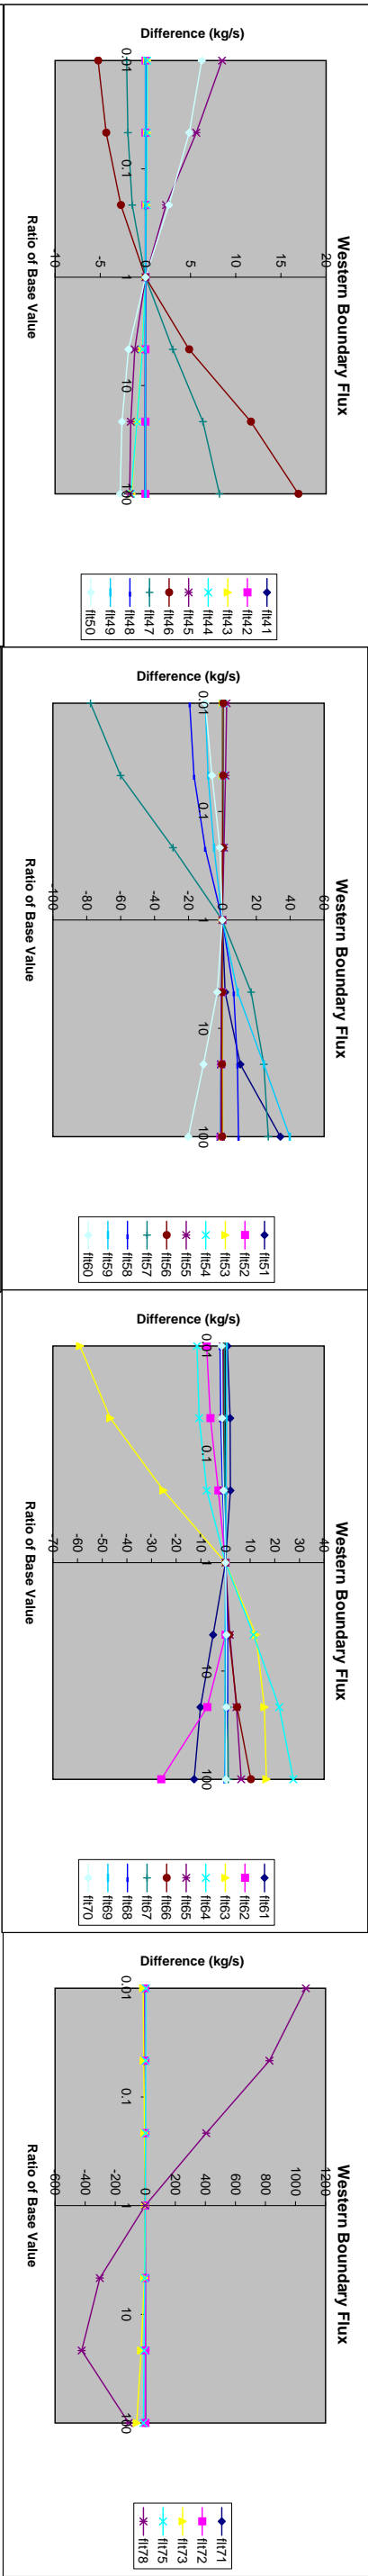 Western Boundary Flux
20
15
10
5
0
-5
-10
0.01
0.1
1
10
100
Difference (kg/s)
Ratio of Base Value
flt41
flt42
flt43
flt44
flt45
flt46
flt47
flt48
flt49
flt50
Western Boundary Flux
60
40
20
0
-20
-40
-60
-80
-100
0.01
0.1
1
10
100
Difference (kg/s)
Ratio of Base Value
flt51
flt52
flt53
flt54
flt55
flt56
flt57
flt58
flt59
flt60
Western Boundary Flux
40
30
20
10
0
-10
-20
-30
-40
-50
-60
-70
0.01
0.1
1
10
100
Difference (kg/s)
Ratio of Base Value
flt61
flt62
flt63
flt64
flt65
flt66
flt67
flt68
flt69
flt70
Western Boundary Flux
1200
1000
800
600
400
200
0
-200
-400
-600
0.01
0.1
1
10
100
Difference (kg/s)
Ratio of Base Value
flt71
flt72
flt73
flt75
flt78